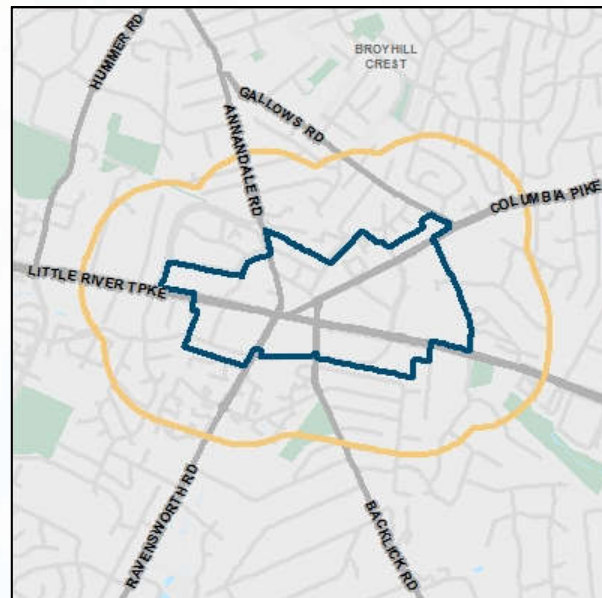 HUMMER RD
BROYHILL
CREST
GALLOWS RD
ANNANDALE RD
COLUMBIA PIKE
LITTLE RIVER TPKE
RAVENSWORTH RD
BACKLICK RD